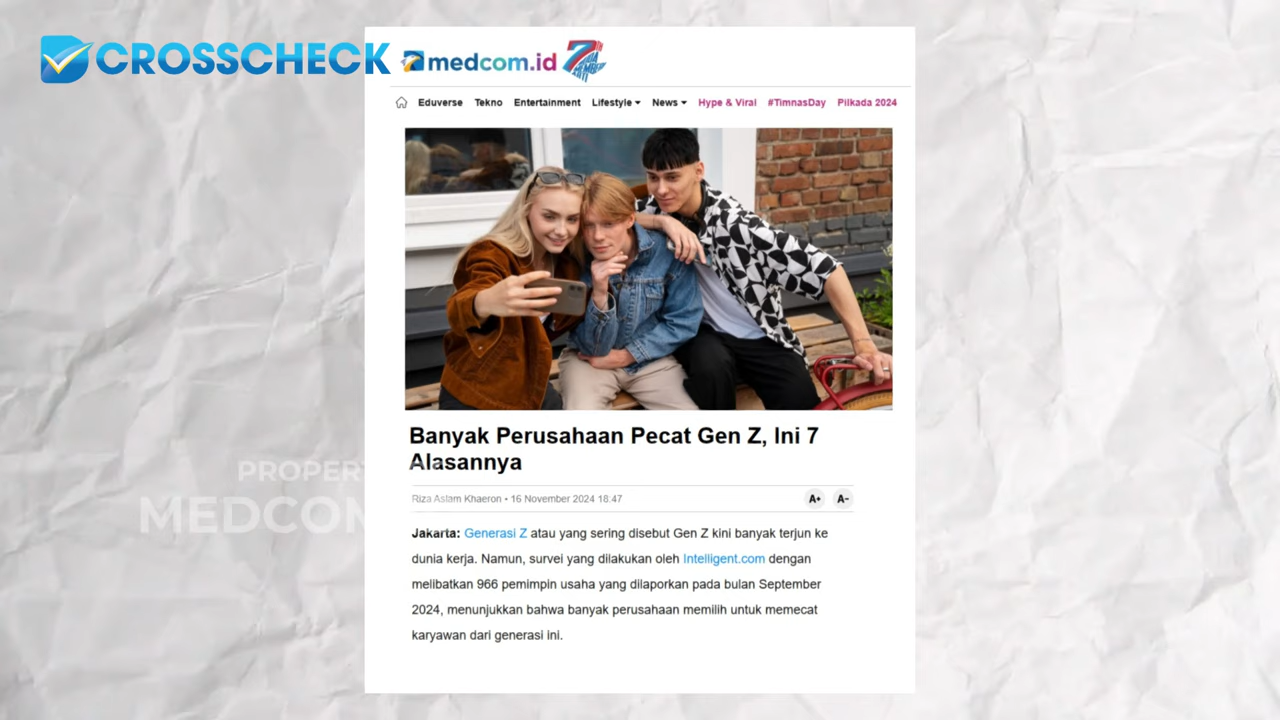 CROSSCHECK
medcom.id
Eduverse Tekno Entertainment Lifestyle News Hype & Viral #TimnasDay Pilkada 2024
Banyak Perusahaan Pecat Gen Z, Ini 7
Alasannya
Riza Aslam Khaeron • 16 November 2024 18:47
A+ A-
Jakarta: Generasi Z atau yang sering disebut Gen Z kini banyak terjun ke
dunia kerja. Namun, survei yang dilakukan oleh Intelligent.com dengan
melibatkan 966 pemimpin usaha yang dilaporkan pada bulan September
2024, menunjukkan bahwa banyak perusahaan memilih untuk memecat
karyawan dari generasi ini.
PROPER
MEDCOM